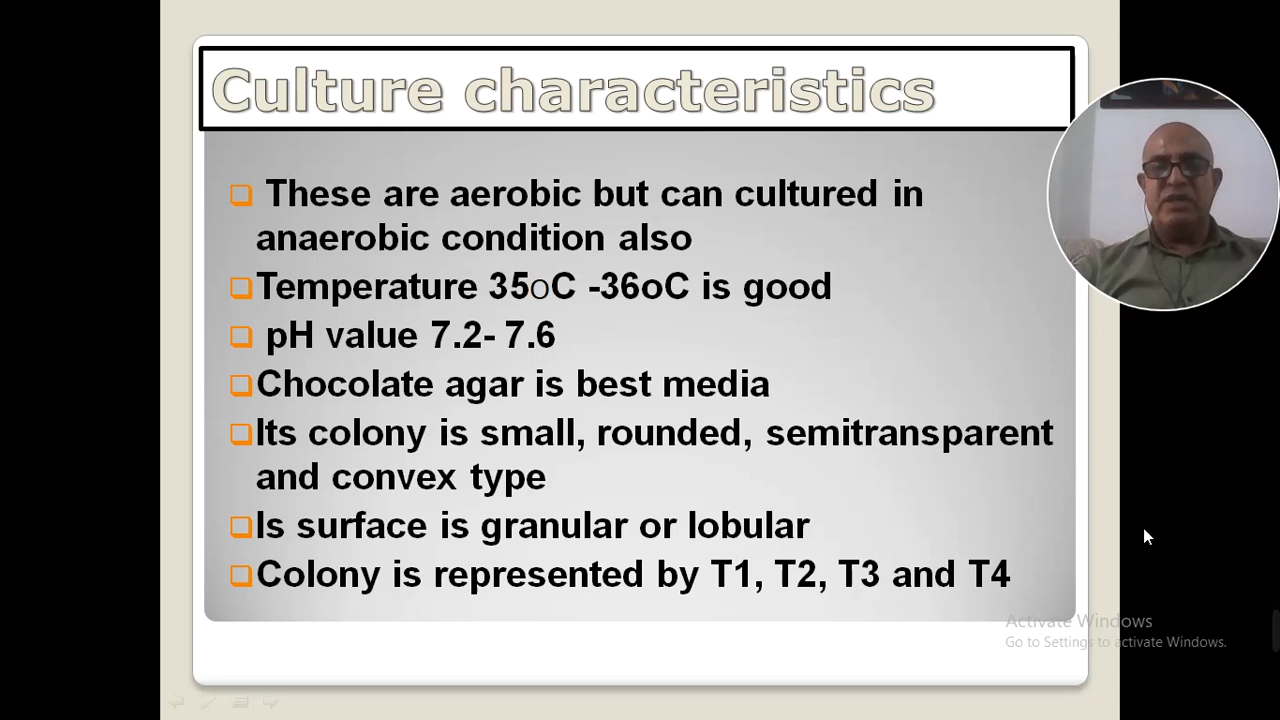 Culture characteristics
These are aerobic but can cultured in
anaerobic condition also
Temperature 35oC -36oC is good
pH value 7.2- 7.6
Chocolate agar is best media
Its colony is small, rounded, semitransparent
and convex type
Is surface is granular or lobular
Colony is represented by T1, T2, T3 and T4
Activate Windows
Go to Settings to activate Windows.